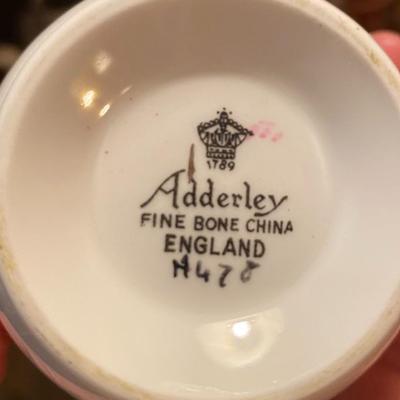 1789
Adderley
FINE BONE CHINA
ENGLAND
H478